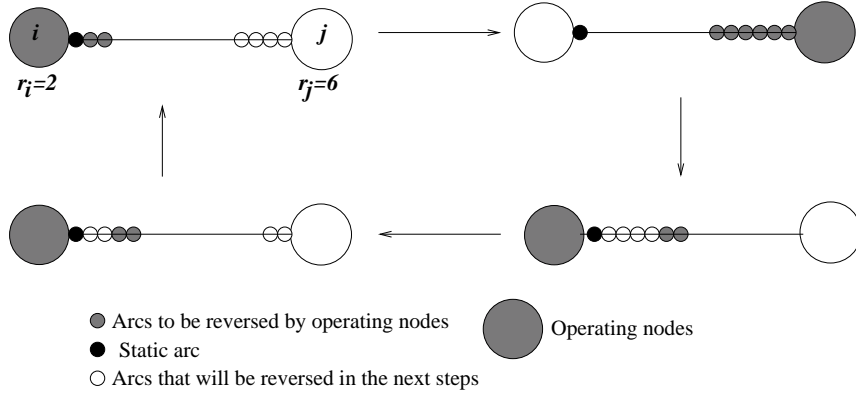 i
j
r_i=2
r_j=6
Arcs to be reversed by operating nodes
Operating nodes
Static arc
Arcs that will be reversed in the next steps